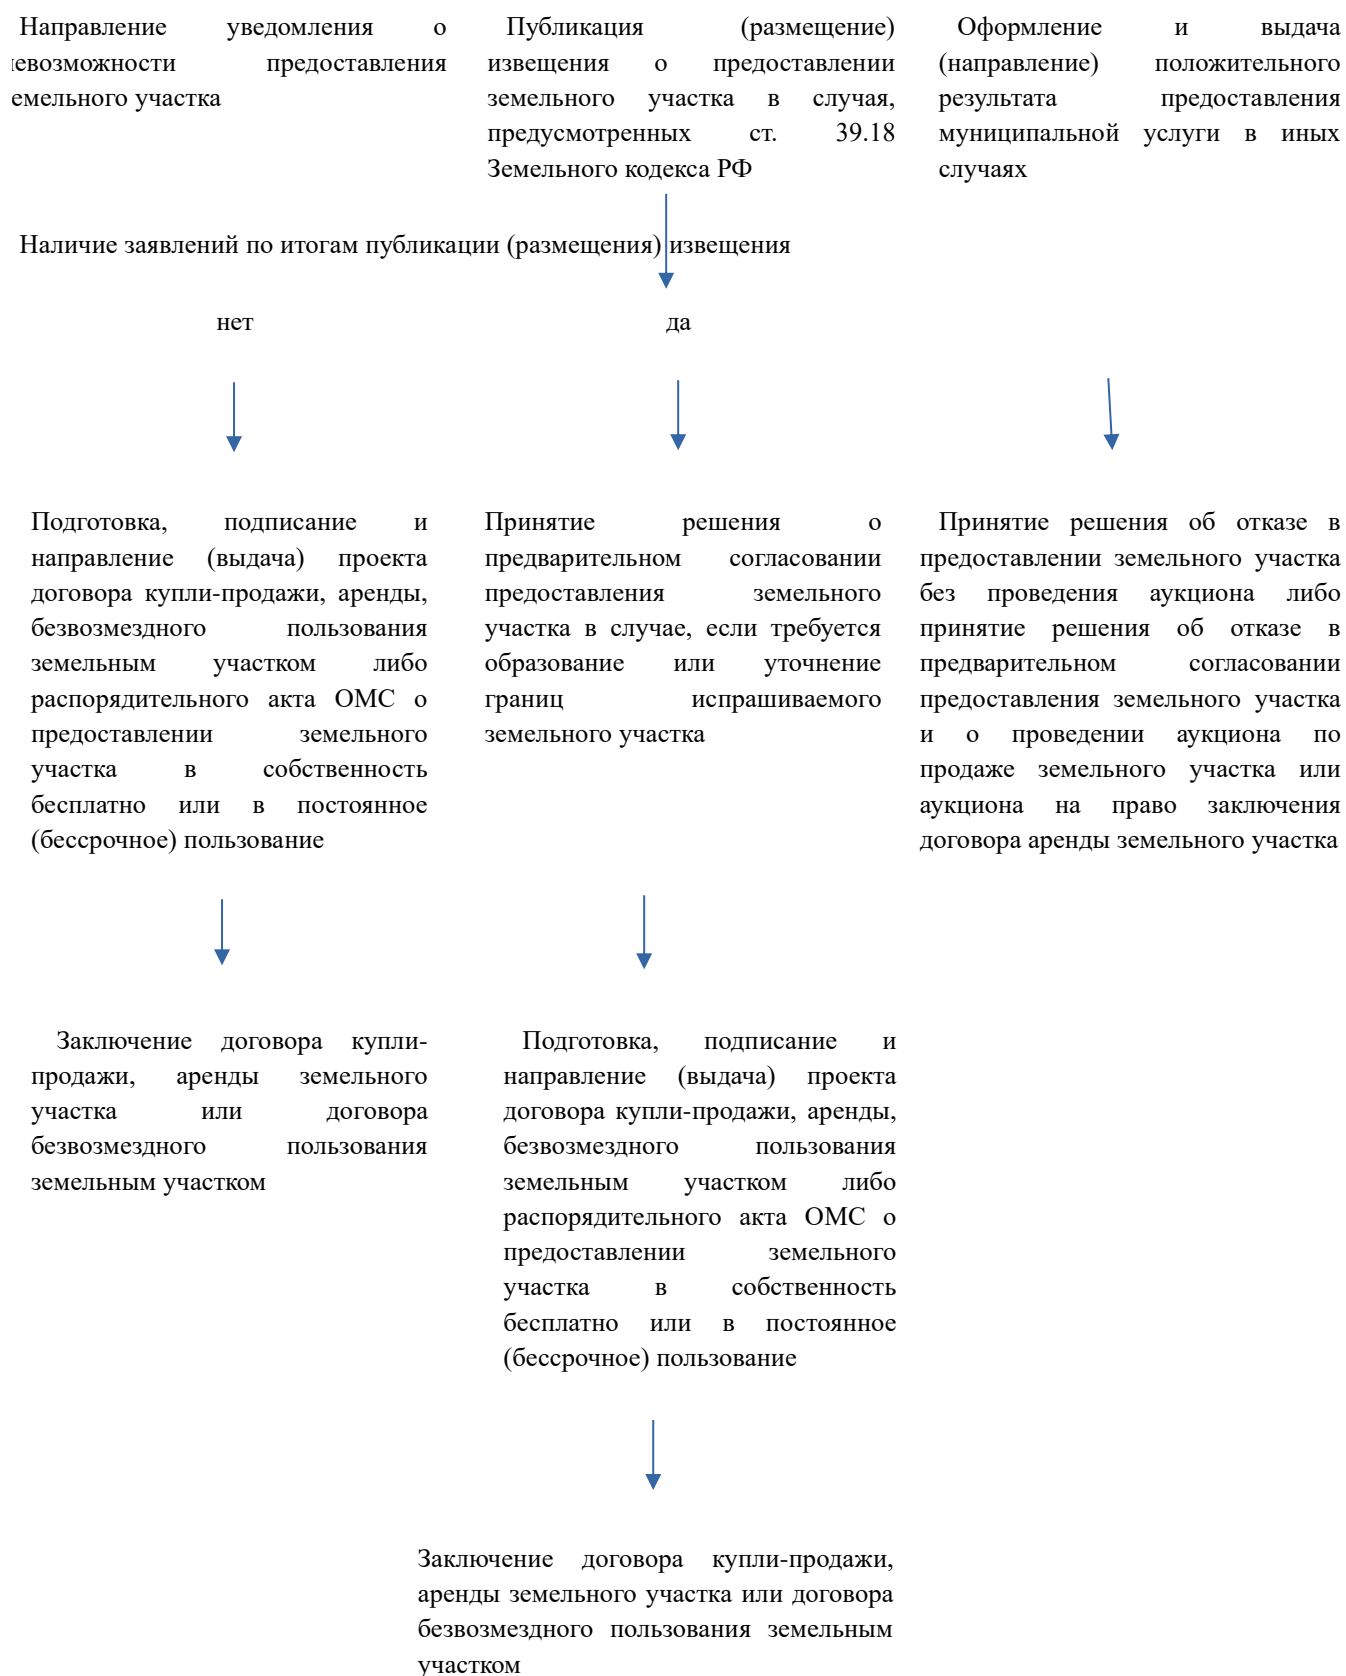 Направление уведомления о
невозможности предоставления
земельного участка
Публикация (размещение)
извещения о предоставлении
земельного участка в случая,
предусмотренных ст. 39.18
Земельного кодекса РФ
Оформление и выдача
(направление) положительного
результата предоставления
муниципальной услуги в иных
случаях
Наличие заявлений по итогам публикации (размещения) извещения
нет
да
Подготовка, подписание и
направление (выдача) проекта
договора купли-продажи, аренды,
безвозмездного пользования
земельным участком либо
распорядительного акта ОМС о
предоставлении земельного
участка в собственность
бесплатно или в постоянное
(бессрочное) пользование
Принятие решения о
предварительном согласовании
предоставления земельного
участка в случае, если требуется
образование или уточнение
границ испрашиваемого
земельного участка
Принятие решения об отказе в
предоставлении земельного участка
без проведения аукциона либо
принятие решения об отказе в
предварительном согласовании
предоставления земельного участка
и о проведении аукциона по
продаже земельного участка или
аукциона на право заключения
договора аренды земельного участка
Заключение договора купли-
продажи, аренды земельного
участка или договора
безвозмездного пользования
земельным участком
Подготовка, подписание и
направление (выдача) проекта
договора купли-продажи, аренды,
безвозмездного пользования
земельным участком либо
распорядительного акта ОМС о
предоставлении земельного
участка в собственность
бесплатно или в постоянное
(бессрочное) пользование
Заключение договора купли-продажи,
аренды земельного участка или договора
безвозмездного пользования земельным
участком